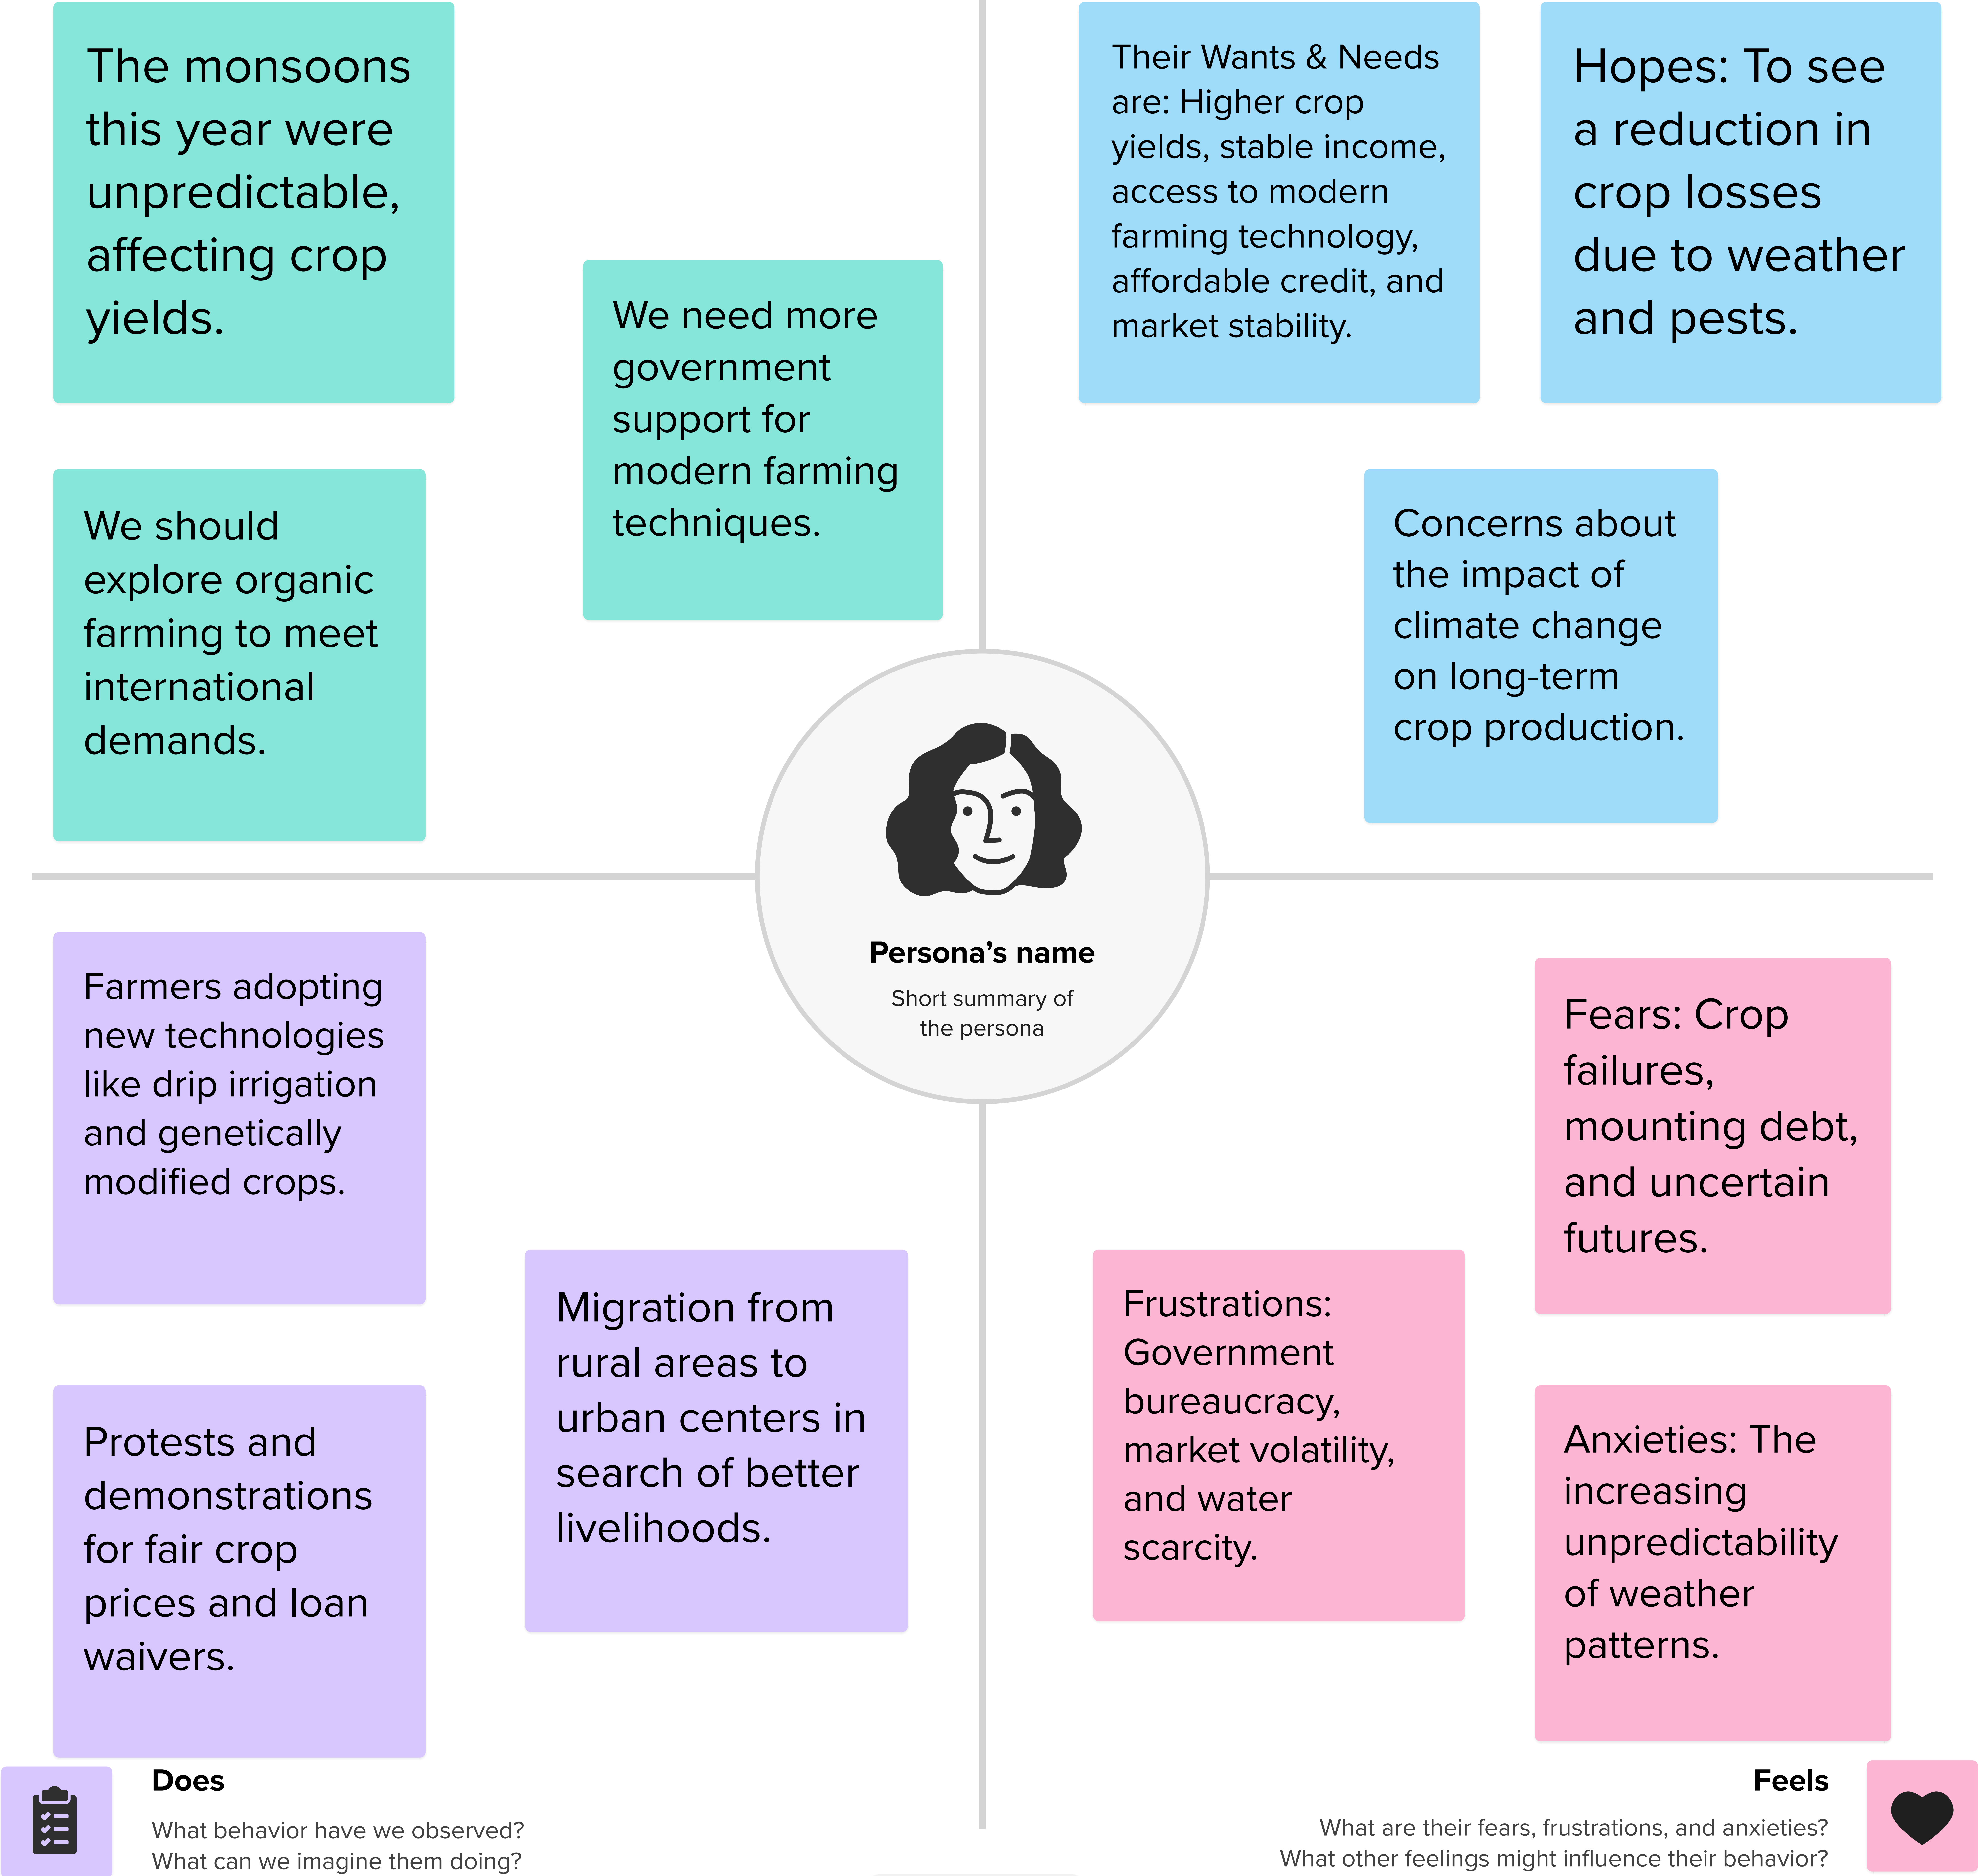 The monsoons
this year were
unpredictable,
affecting crop
yields.
We need more
government
support for
modern farming
techniques.
We should
explore organic
farming to meet
international
demands.
Their Wants & Needs
are: Higher crop
yields, stable income,
access to modern
farming technology,
affordable credit, and
market stability.
Hopes: To see
a reduction in
crop losses
due to weather
and pests.
Concerns about
the impact of
climate change
on long-term
crop production.
Persona's name
Short summary of
the persona
Farmers adopting
new technologies
like drip irrigation
and genetically
modified crops.
Migration from
rural areas to
urban centers in
search of better
livelihoods.
Protests and
demonstrations
for fair crop
prices and loan
waivers.
Fears: Crop
failures,
mounting debt,
and uncertain
futures.
Frustrations:
Government
bureaucracy,
market volatility,
and water
scarcity.
Anxieties: The
increasing
unpredictability
of weather
patterns.
Does
What behavior have we observed?
What can we imagine them doing?
Feels
What are their fears, frustrations, and anxieties?
What other feelings might influence their behavior?